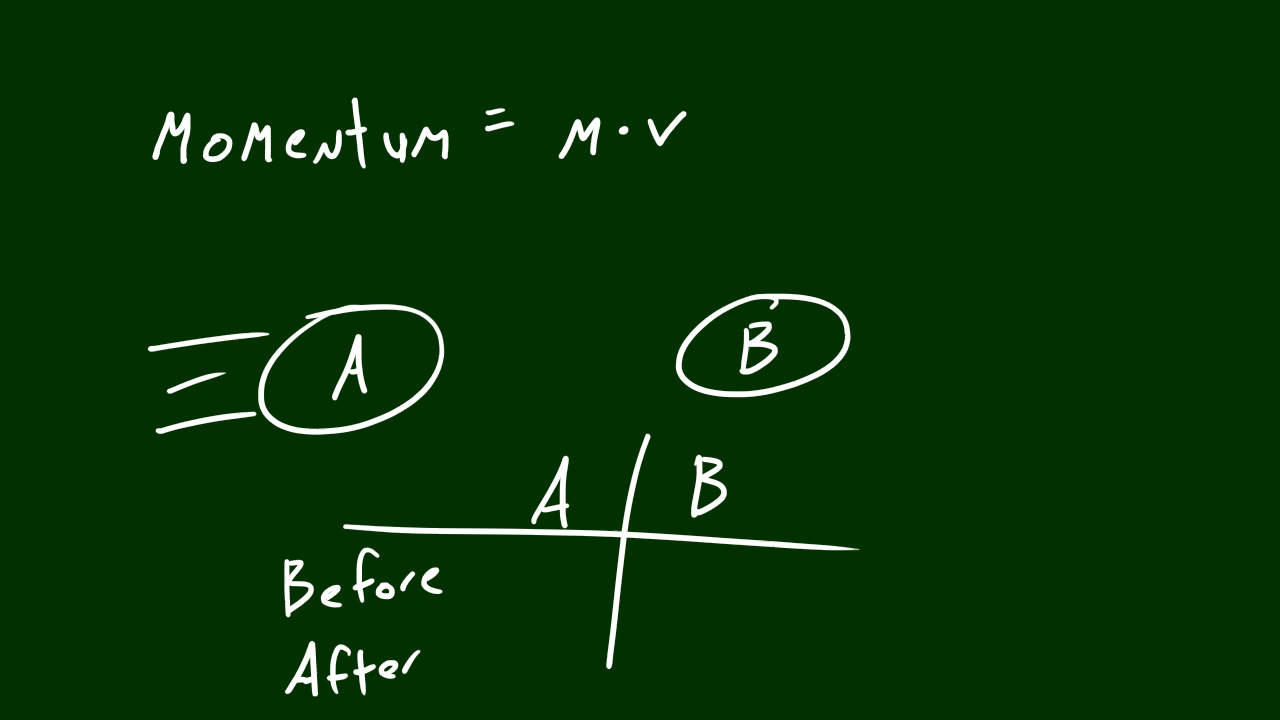 Momentum = m · v
A B
A B
Before
After